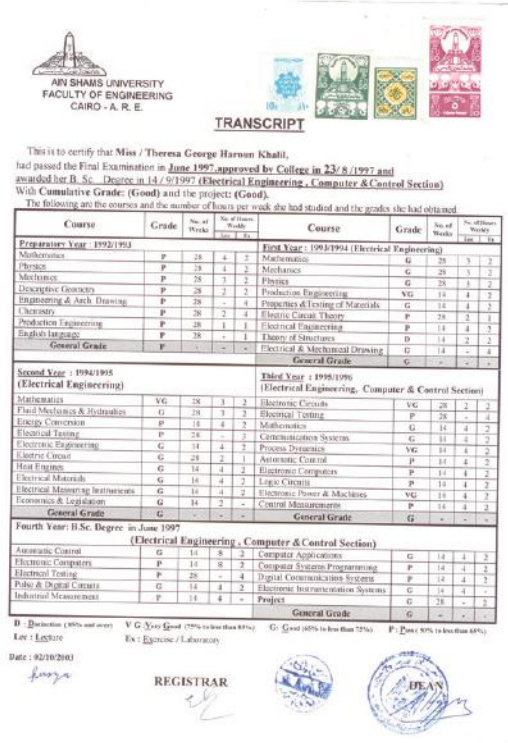 AIN SHAMS UNIVERSITY
FACULTY OF ENGINEERING
CAIRO - A. R. E.
TRANSCRIPT
This is to certify that Miss / Theresa George Haroun Khalil,
had passed the Final Examination in June 1997,approved by College in 23/ 8 /1997 and
awarded her B. Sc. Degree in 14 / 9/1997 (Electrical Engineering , Computer & Control Section)
With Cumulative Grade: (Good) and the project: (Good).
The following are the courses and the number of hours per week she had studied and the grades she had obtained.
Course Grade No. of Weeks No. of Hours Weekly Lec Ex
Preparatory Year : 1992/1993
Mathematics P 28 4 2
Physics P 28 4 2
Mechanics P 28 3 2
Descriptive Geometry P 28 2 2
Engineering & Arch. Drawing P 28 - 4
Chemistry P 28 2 4
Production Engineering P 28 1 1
English language P 28 - 1
General Grade P - - -
Course Grade No. of Weeks No. of Hours Weekly Lec Ex
First Year : 1993/1994 (Electrical Engineering)
Mathematics G 28 3 2
Mechanics G 28 3 2
Physics G 28 3 2
Production Engineering VG 14 4 2
Properties & Testing of Materials G 14 4 2
Electric Circuit Theory P 28 2 1
Electrical Engineering P 14 4 2
Theory of Structures D 14 2 2
Electrical & Mechanical Drawing G 14 - 4
General Grade G - - -
Second Year : 1994/1995
(Electrical Engineering)
Mathematics VG 28 3 2
Fluid Mechanics & Hydraulics G 28 3 2
Energy Conversion P 14 4 2
Electrical Testing P 28 - 3
Electronic Engineering G 14 4 2
Electric Circuit G 28 2 1
Heat Engines G 14 4 2
Electrical Materials G 14 4 2
Electrical Measuring Instruments G 14 4 2
Economics & Legislation G 14 2 -
General Grade G - - -
Third Year : 1995/1996
(Electrical Engineering, Computer & Control Section)
Electronic Circuits VG 28 2 2
Electrical Testing P 28 - 4
Mathematics G 14 4 2
Communication Systems G 14 4 2
Process Dynamics VG 14 4 2
Automatic Control P 14 4 2
Electronic Computers P 14 4 2
Logic Circuits P 14 4 2
Electronic Power & Machines VG 14 4 2
Control Measurements P 14 4 2
General Grade G - - -
Fourth Year: B.Sc. Degree in June 1997
(Electrical Engineering , Computer & Control Section)
Automatic Control G 14 8 2
Electronic Computers P 14 8 2
Electrical Testing P 28 - 4
Pulse & Digital Circuits G 14 4 2
Industrial Measurement P 14 4 -
Computer Applications G 14 4 2
Computer Systems Programming P 14 4 2
Digital Communication Systems P 14 4 2
Electronic Instrumentation Systems G 14 4 -
Project G 28 - 2
General Grade G - - -
D : Distinction ( 85% and over) V G :Very Good (75% to less than 85%) G: Good (65% to less than 75%) P : Pass ( 50% to less than 65%)
Lec : Lecture Ex : Exercise / Laboratory
Date : 02/10/2003
REGISTRAR
DEAN